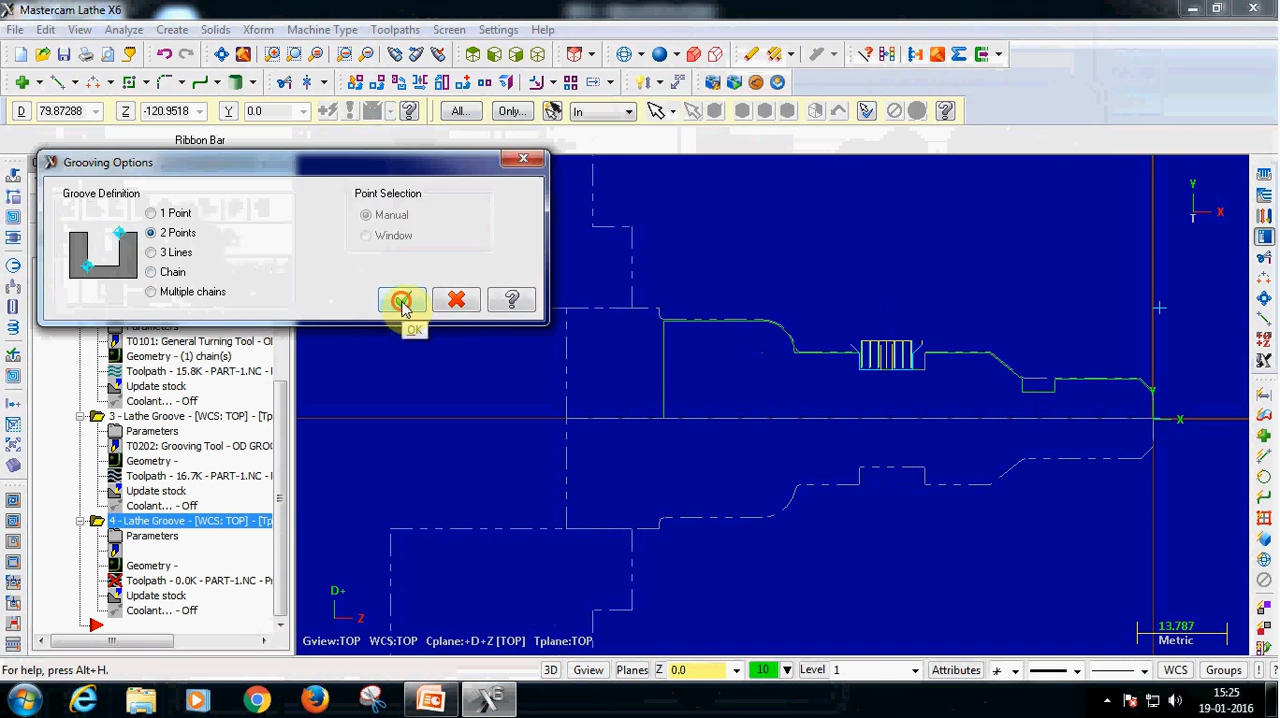 Mastercam Lathe X6
File Edit View Analyze Create Solids Xform Machine Type Toolpaths Screen Settings Help
D 79.87288 Z -120.9518 Y 0.0 All... Only... In
Ribbon Bar
Grooving Options
Groove Definition
1 Point
2 Points
3 Lines
Chain
Multiple chains
Point Selection
Manual
Window
OK
Parameters
T0101: General Turning Tool -
Geometry - (1) chain(s)
Toolpath - 15.8K - PART-1.NC -
Update stock
Coolant... - Off
3 - Lathe Groove - [WCS: TOP] - [Tp
Parameters
T0202: Grooving Tool - OD GROO
Geometry -
Toolpath - 16.7K - PART-1.NC -
Update stock
Coolant... - Off
4 - Lathe Groove - [WCS: TOP] - [Tp
Parameters
Geometry -
Toolpath - 0.0K - PART-1.NC - Pr
Update stock
Coolant... - Off
Y
X
T
Y
X
D+
Z
13.787
Metric
Gview:TOP WCS:TOP Cplane:+D+Z [TOP] Tplane:TOP
For help, press Alt+H.
3D Gview Planes Z 0.0 10 Level 1 Attributes WCS Groups
15:25
19-01-2016